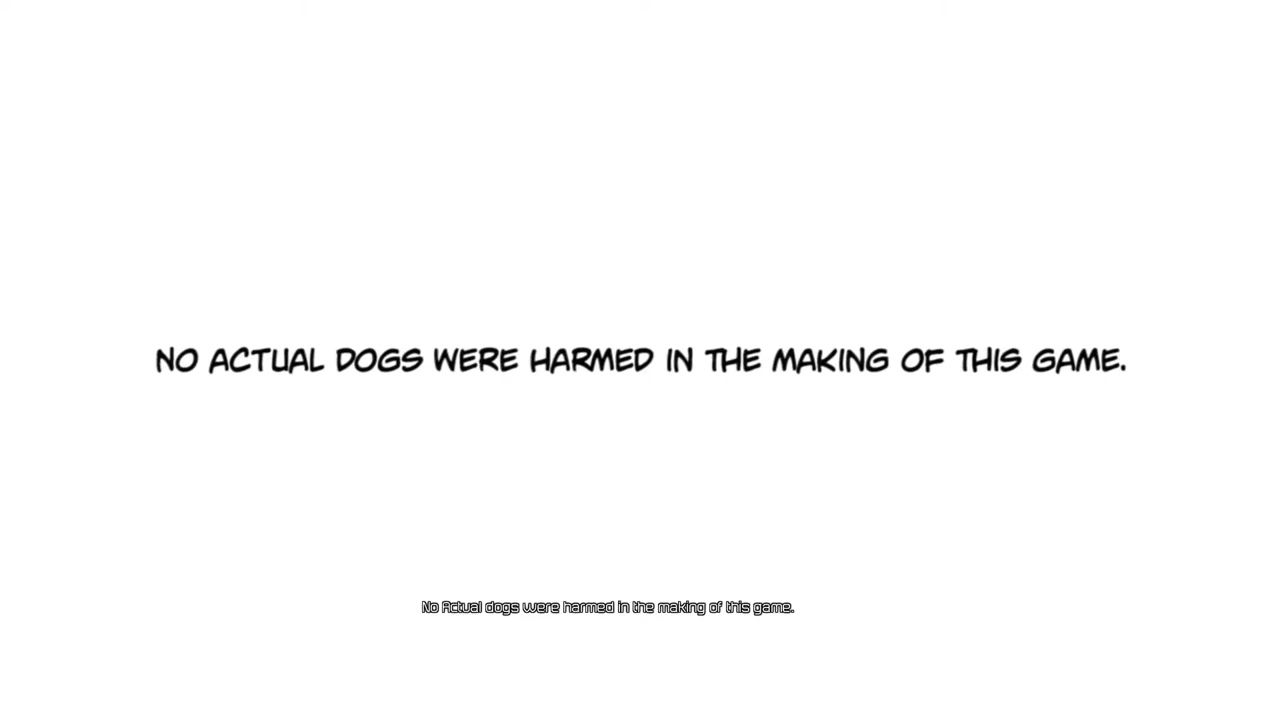 NO ACTUAL DOGS WERE HARMED IN THE MAKING OF THIS GAME.
No Actual dogs were harmed in the making of this game.